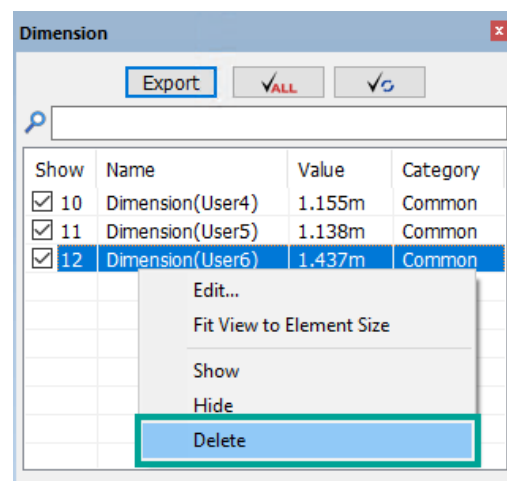 Dimension
x
Export
ALL
Show Name Value Category
10 Dimension(User4) 1.155m Common
11 Dimension(User5) 1.138m Common
12 Dimension(User6) 1.437m Common
Edit...
Fit View to Element Size
Show
Hide
Delete